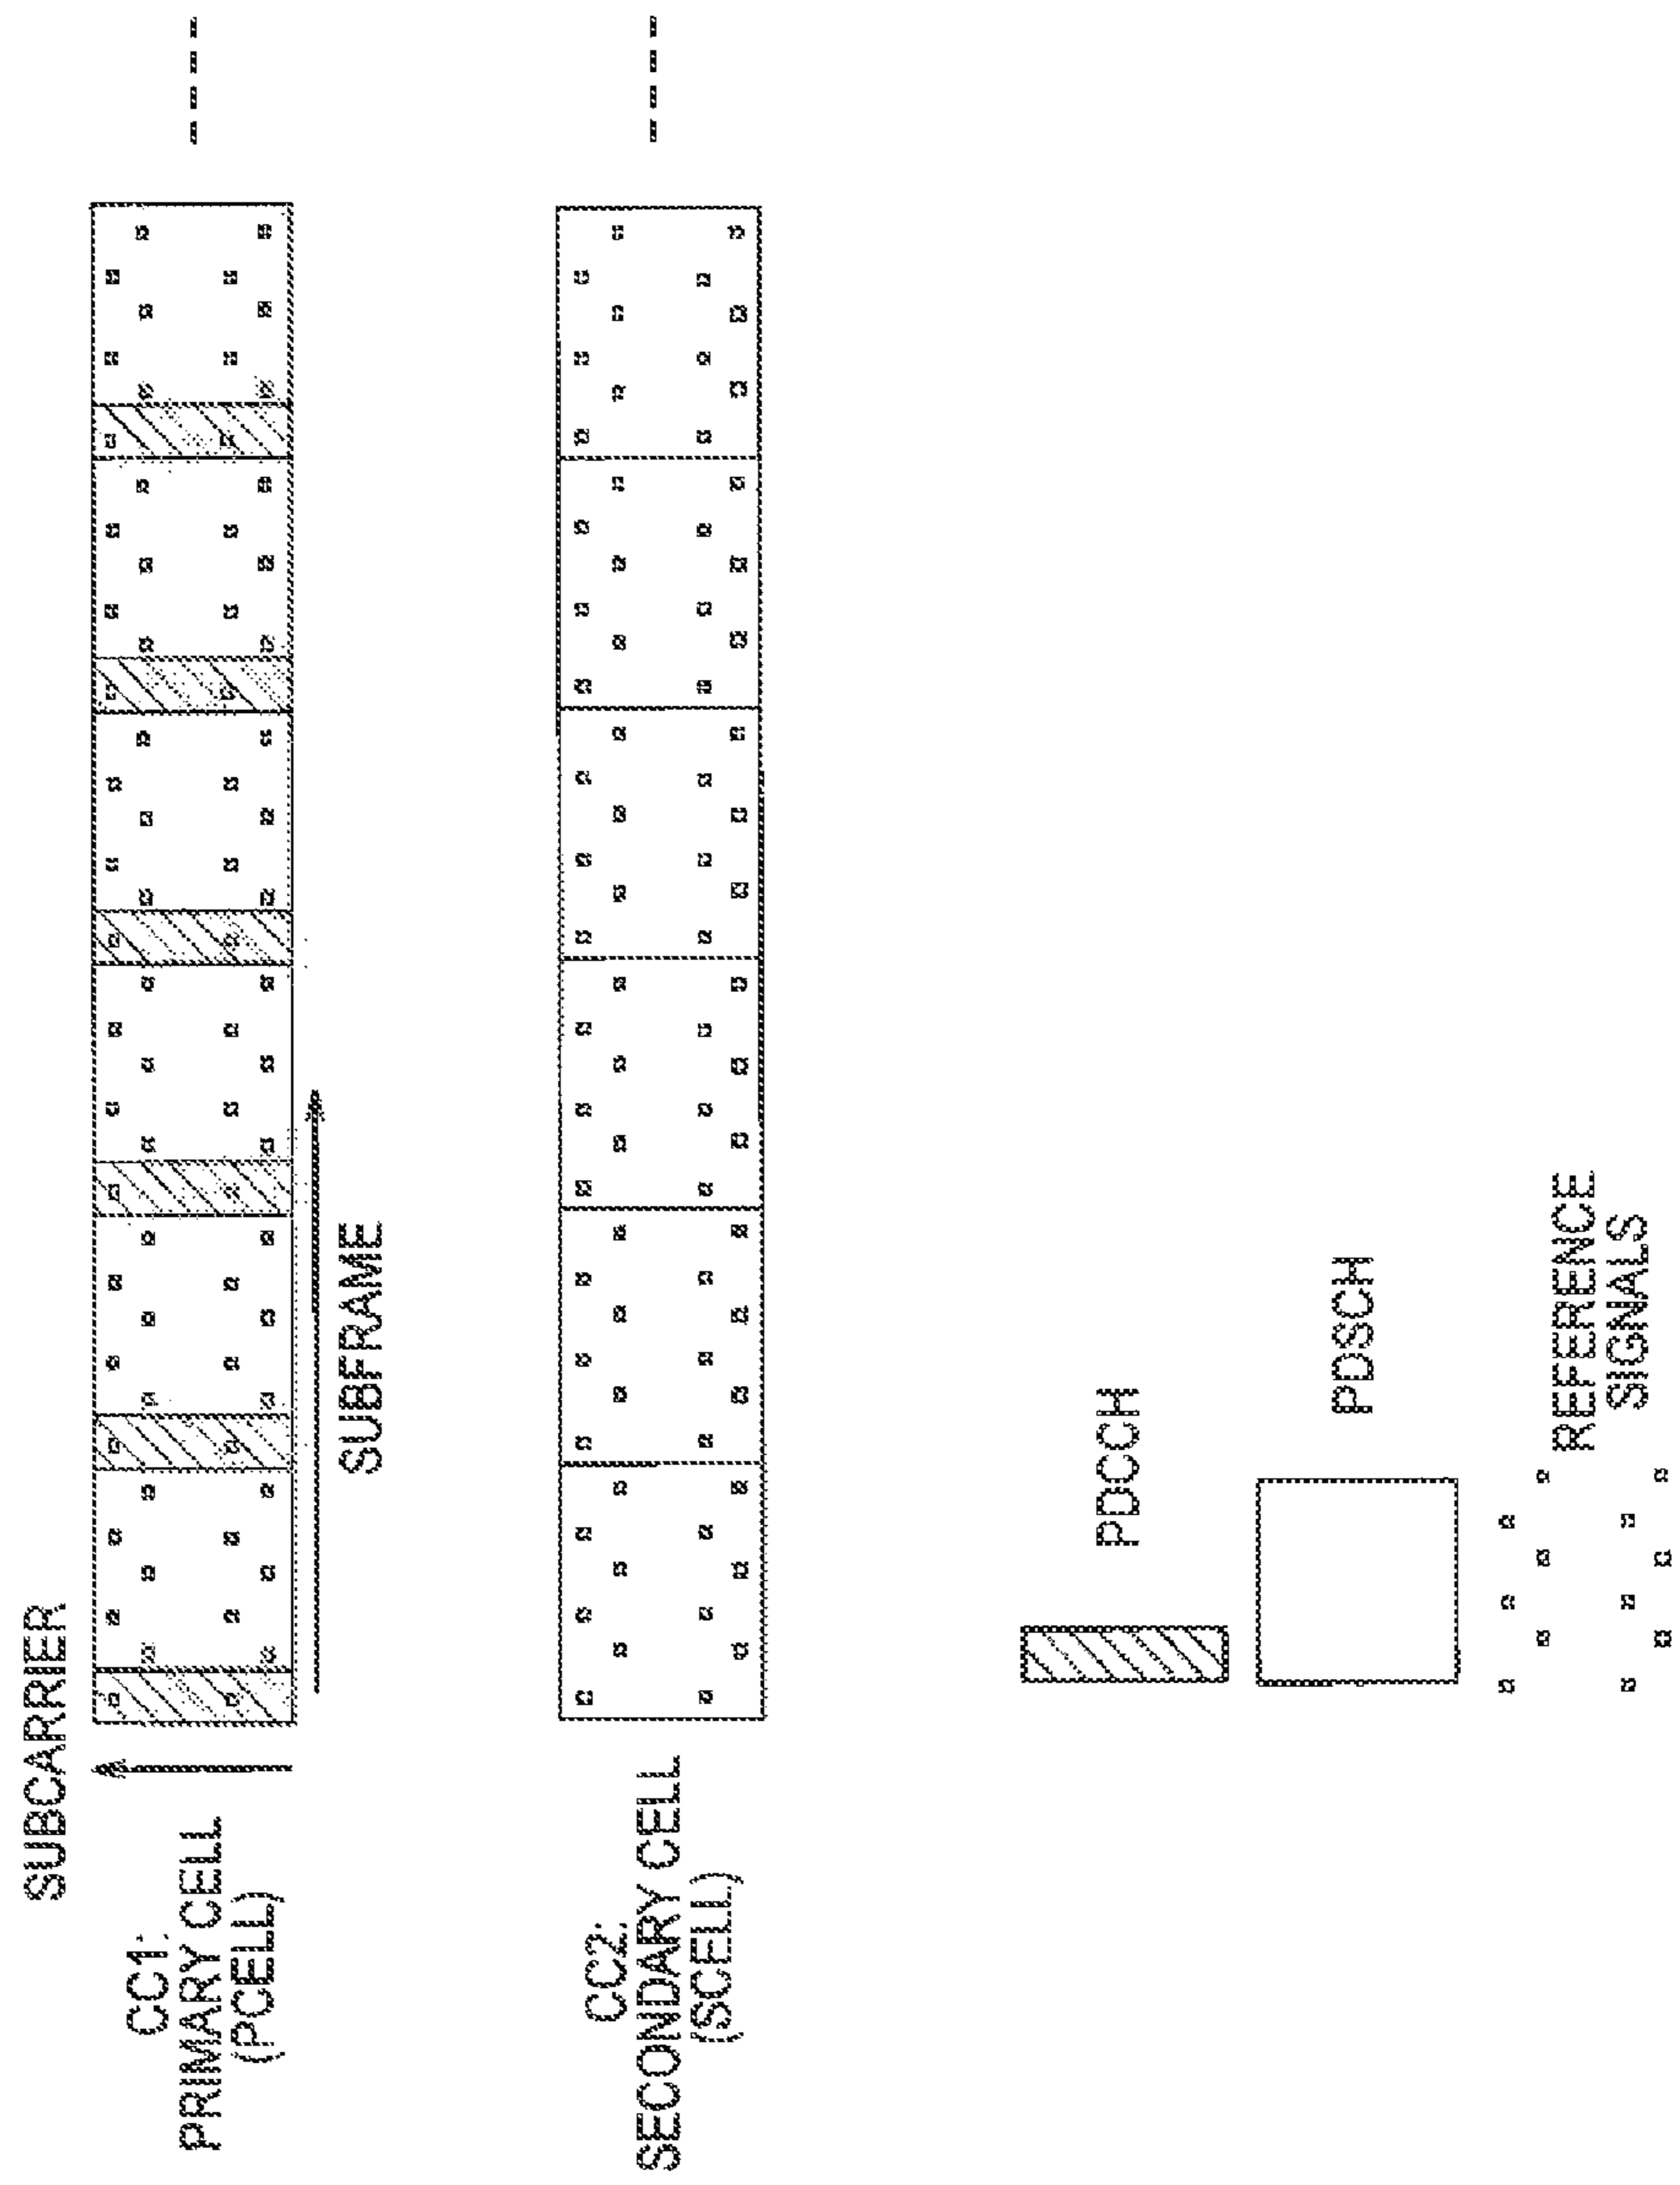 SUBCARRIER
CC1:
PRIMARY CELL
(PCELL)
SUBFRAME
CC2:
SECONDARY CELL
(SCELL)
PDCCH
PDSCH
REFERENCE
SIGNALS